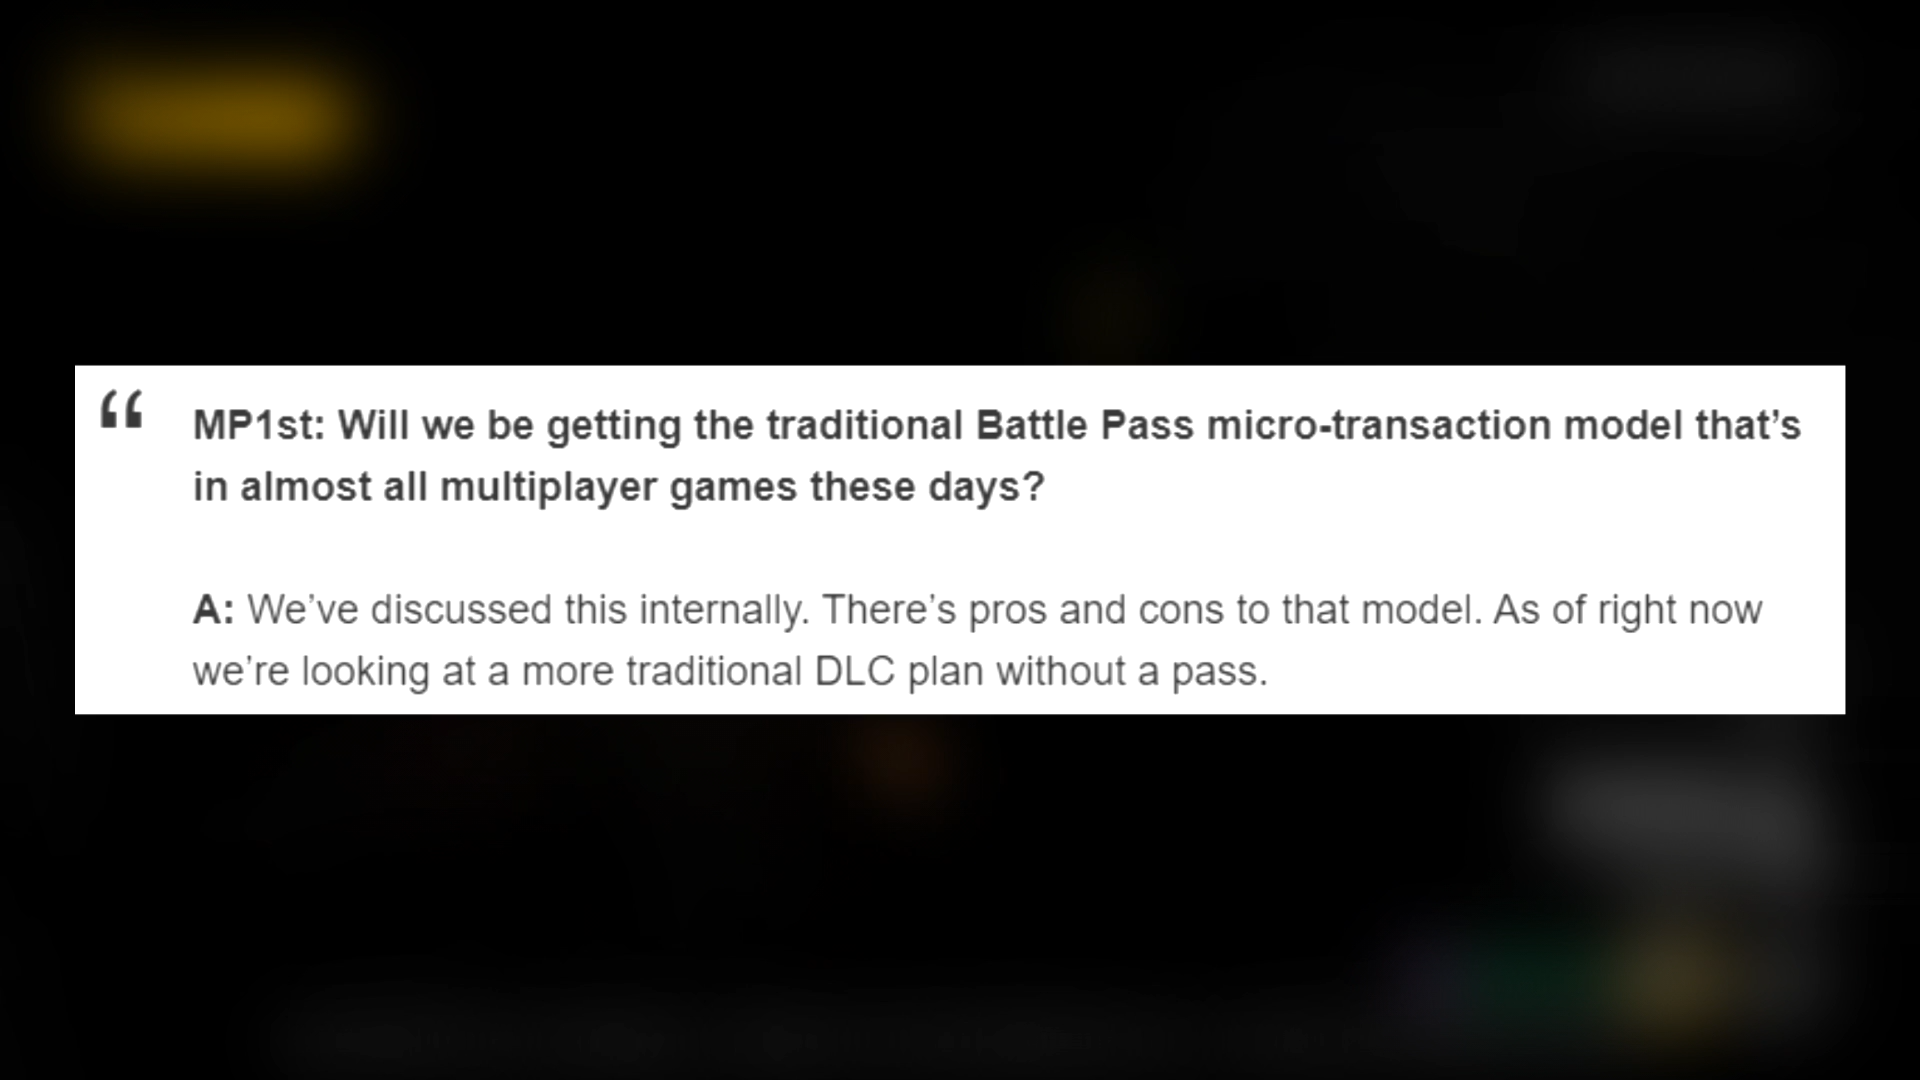 “
MP1st: Will we be getting the traditional Battle Pass micro-transaction model that’s
in almost all multiplayer games these days?
A: We’ve discussed this internally. There’s pros and cons to that model. As of right now
we’re looking at a more traditional DLC plan without a pass.